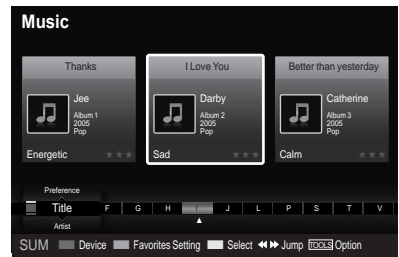 Music
Thanks
Jee
Album 1
2005
Pop
Energetic ★★★
I Love You
Darby
Album 2
2005
Pop
Sad ★★★
Better than yesterday
Catherine
Album 3
2005
Pop
Calm ★★★
Preference
Title F G H I J L P S T V
Artist
SUM Device Favorites Setting Select ◀◀ ▶▶ Jump TOOLS Option